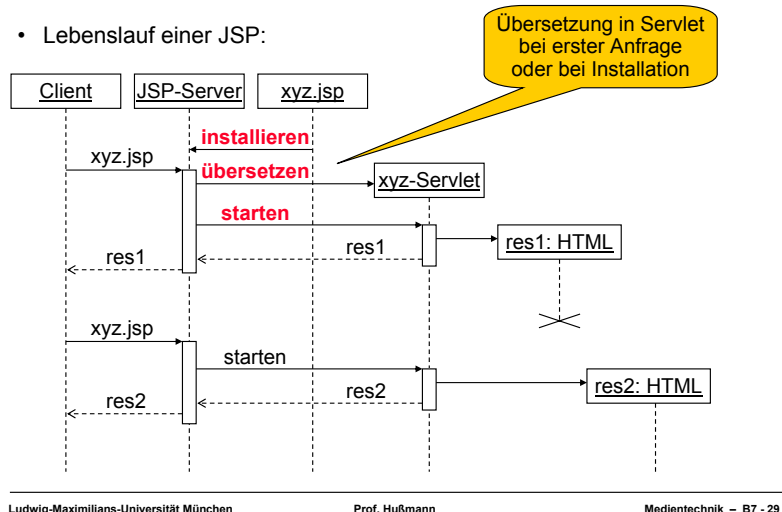 • Lebenslauf einer JSP:
Übersetzung in Servlet
bei erster Anfrage
oder bei Installation
Client
JSP-Server
xyz.jsp
installieren
xyz.jsp
übersetzen
xyz-Servlet
starten
res1
res1
res1: HTML
xyz.jsp
starten
res2
res2
res2: HTML
Ludwig-Maximilians-Universität München
Prof. Hußmann
Medientechnik – B7 - 29